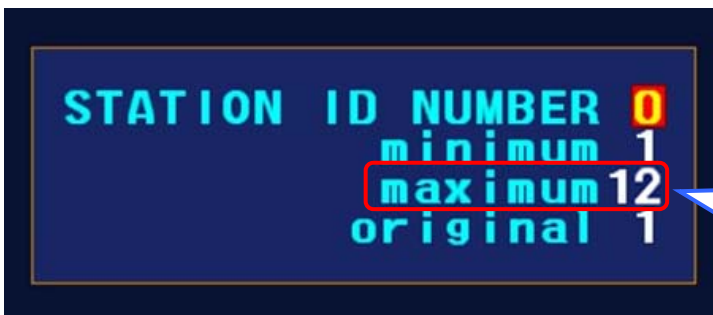 STATION ID NUMBER 0
minimum 1
maximum 12
original 1